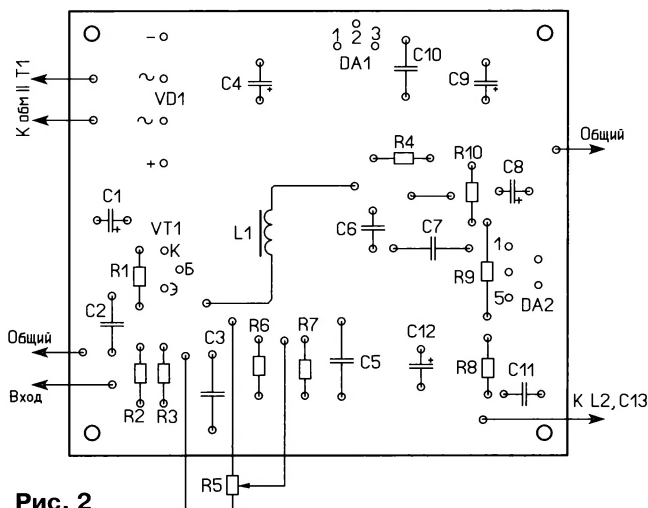 К обм II T1
−
~
VD1
~
+
C4
1 2 3
DA1
C10
C9
Общий
R4
R10
C8
C1
VT1
К
Б
Э
R1
L1
C6
C7
1
R9
5
DA2
C2
Общий
Вход
R2
R3
C3
R6
R7
C5
C12
R8
C11
К L2, C13
R5
Рис. 2